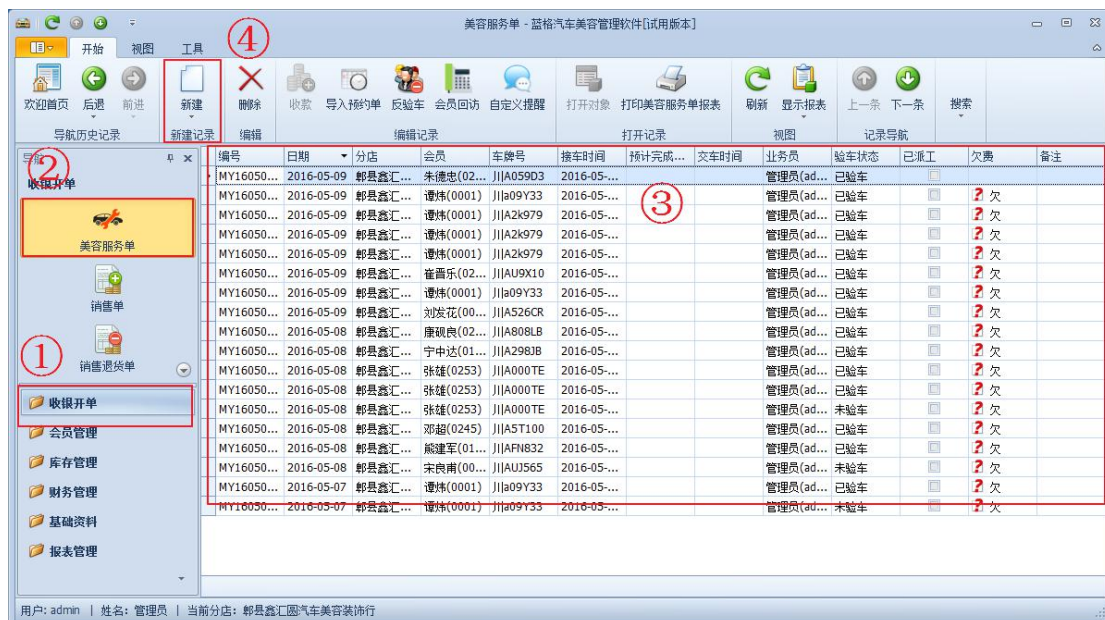 美容服务单 - 蓝格汽车美容管理软件[试用版本]
开始 视图 工具 ④
欢迎首页 后退 前进 新建 删除 收款 导入预约单 反验车 会员回访 自定义提醒 打开对象 打印美容服务单报表 刷新 显示报表 上一条 下一条 搜索
导航历史记录 新建记录 编辑 编辑记录 打开记录 视图 记录导航
② ③
收银开单
美容服务单
销售单
① 销售退货单
收银开单
会员管理
库存管理
财务管理
基础资料
报表管理
编号 日期 分店 会员 车牌号 接车时间 预计完成... 交车时间 业务员 验车状态 已派工 欠费 备注
MY16050... 2016-05-09 郫县鑫汇... 朱德忠(02... 川A059D3 2016-05-... 管理员(ad... 已验车
MY16050... 2016-05-09 郫县鑫汇... 谭炜(0001) 川a09Y33 2016-05-... 管理员(ad... 已验车 欠
MY16050... 2016-05-09 郫县鑫汇... 谭炜(0001) 川A2k979 2016-05-... 管理员(ad... 已验车 欠
MY16050... 2016-05-09 郫县鑫汇... 谭炜(0001) 川A2k979 2016-05-... 管理员(ad... 已验车 欠
MY16050... 2016-05-09 郫县鑫汇... 谭炜(0001) 川A2k979 2016-05-... 管理员(ad... 已验车 欠
MY16050... 2016-05-09 郫县鑫汇... 崔晋乐(02... 川AU9X10 2016-05-... 管理员(ad... 已验车 欠
MY16050... 2016-05-09 郫县鑫汇... 谭炜(0001) 川a09Y33 2016-05-... 管理员(ad... 已验车 欠
MY16050... 2016-05-09 郫县鑫汇... 刘发花(00... 川A526CR 2016-05-... 管理员(ad... 已验车 欠
MY16050... 2016-05-08 郫县鑫汇... 康砚良(02... 川A808LB 2016-05-... 管理员(ad... 已验车 欠
MY16050... 2016-05-08 郫县鑫汇... 宁中达(01... 川A298JB 2016-05-... 管理员(ad... 已验车 欠
MY16050... 2016-05-08 郫县鑫汇... 张雄(0253) 川A000TE 2016-05-... 管理员(ad... 已验车 欠
MY16050... 2016-05-08 郫县鑫汇... 张雄(0253) 川A000TE 2016-05-... 管理员(ad... 已验车 欠
MY16050... 2016-05-08 郫县鑫汇... 张雄(0253) 川A000TE 2016-05-... 管理员(ad... 未验车 欠
MY16050... 2016-05-08 郫县鑫汇... 邓超(0245) 川A5T100 2016-05-... 管理员(ad... 已验车 欠
MY16050... 2016-05-08 郫县鑫汇... 熊建军(01... 川AFN832 2016-05-... 管理员(ad... 已验车 欠
MY16050... 2016-05-08 郫县鑫汇... 宋良甫(00... 川AUJ565 2016-05-... 管理员(ad... 未验车 欠
MY16050... 2016-05-07 郫县鑫汇... 谭炜(0001) 川a09Y33 2016-05-... 管理员(ad... 已验车 欠
MY16050... 2016-05-07 郫县鑫汇... 谭炜(0001) 川a09Y33 2016-05-... 管理员(ad... 未验车 欠
用户: admin | 姓名: 管理员 | 当前分店: 郫县鑫汇圆汽车美容装饰行